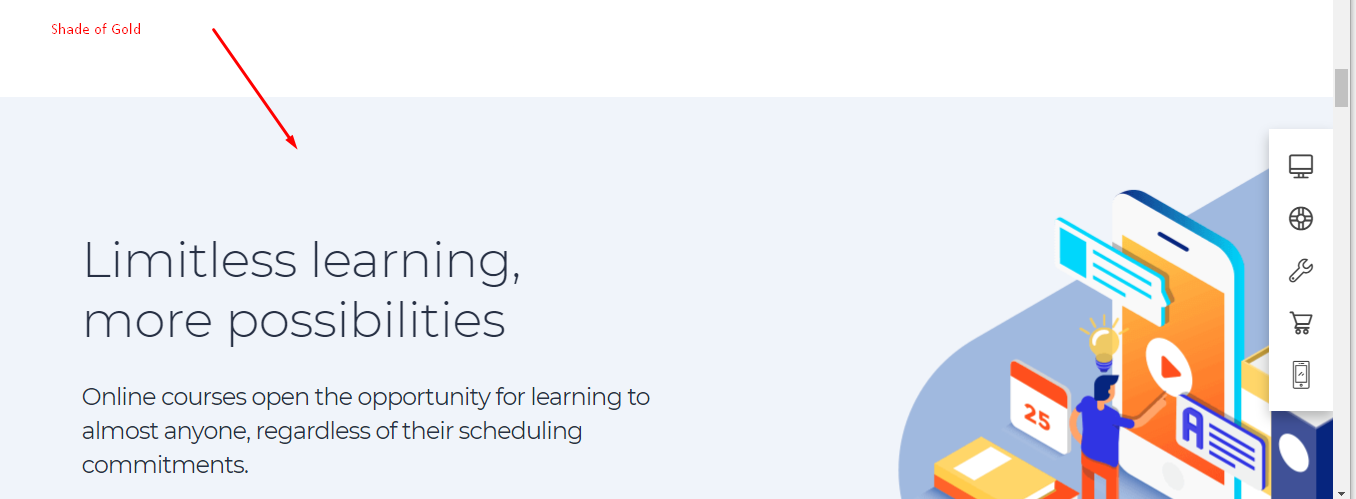 Shade of Gold
Limitless learning,
more possibilities
Online courses open the opportunity for learning to
almost anyone, regardless of their scheduling
commitments.
25
A